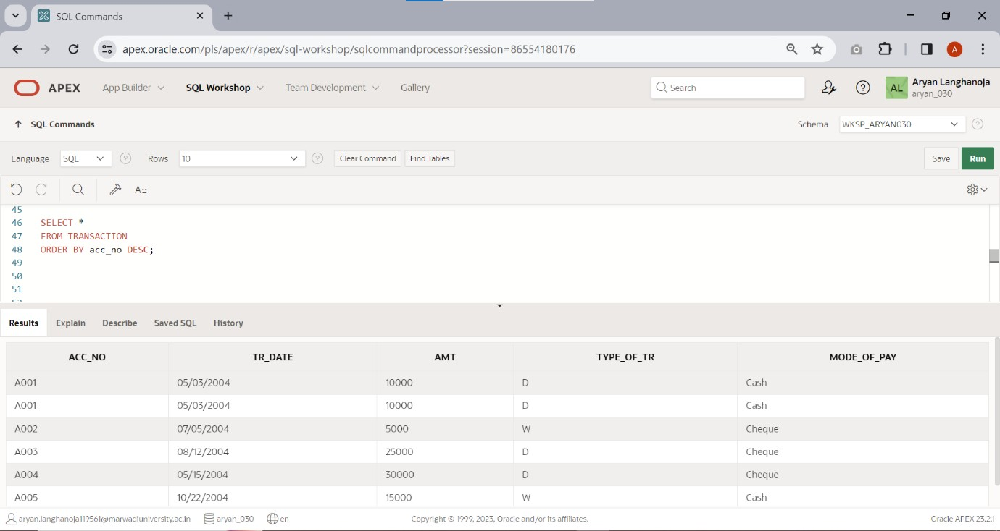 SQL Commands
apex.oracle.com/pls/apex/r/apex/sql-workshop/sqlcommandprocessor?session=86554180176
A
APEX App Builder SQL Workshop Team Development Gallery Search AL Aryan Langhanoja
aryan_030
SQL Commands Schema WKSP_ARYAN030
Language SQL Rows 10 Clear Command Find Tables Save Run
45
46 SELECT *
47 FROM TRANSACTION
48 ORDER BY acc_no DESC;
49
50
51
Results Explain Describe Saved SQL History
ACC_NO TR_DATE AMT TYPE_OF_TR MODE_OF_PAY
A001 05/03/2004 10000 D Cash
A001 05/03/2004 10000 D Cash
A002 07/05/2004 5000 W Cheque
A003 08/12/2004 25000 D Cheque
A004 05/15/2004 30000 D Cheque
A005 10/22/2004 15000 W Cash
aryan.langhanoja119561@marwadiuniversity.ac.in aryan_030 en Copyright © 1999, 2023, Oracle and/or its affiliates. Oracle APEX 23.2.1